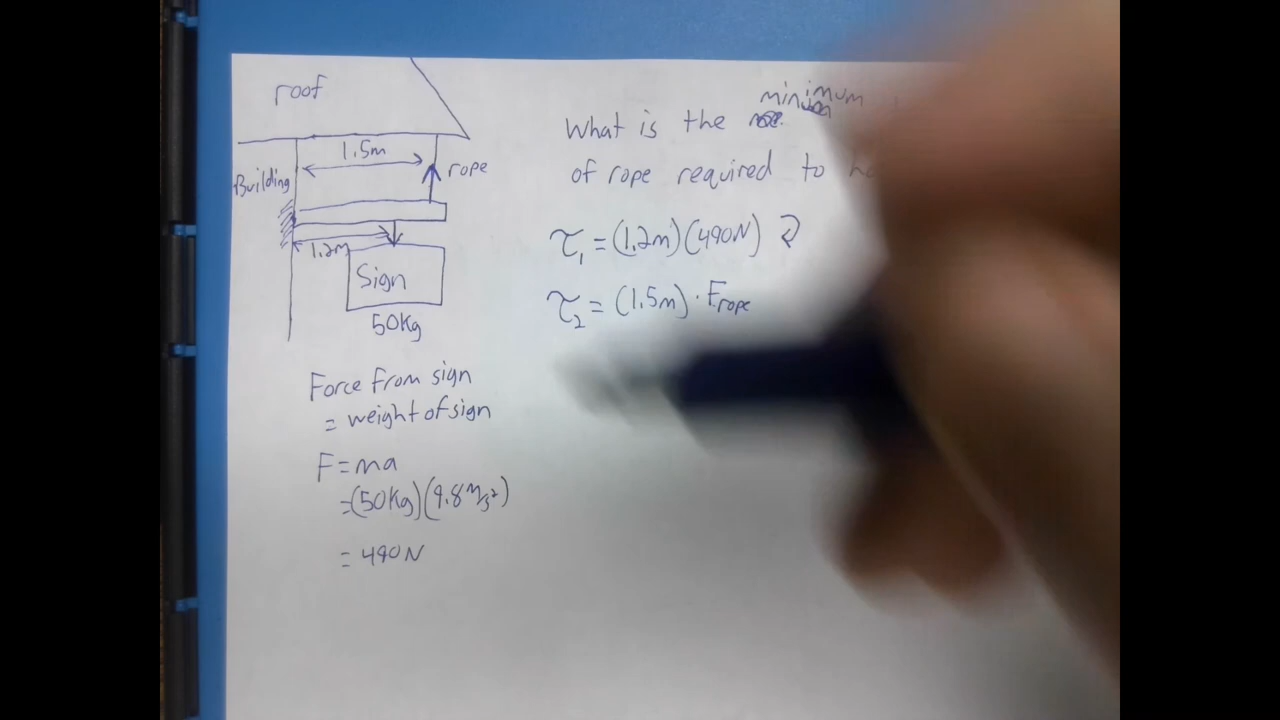 roof
1.5m
rope
Building
1.2m
Sign
50Kg
Force from sign
= weight of sign
F=ma
=(50Kg)(9.8m/s²)
= 490N
What is the minimum
of rope required to
τ₁ = (1.2m)(490N) ⤸
τ₂ = (1.5m) · Frope